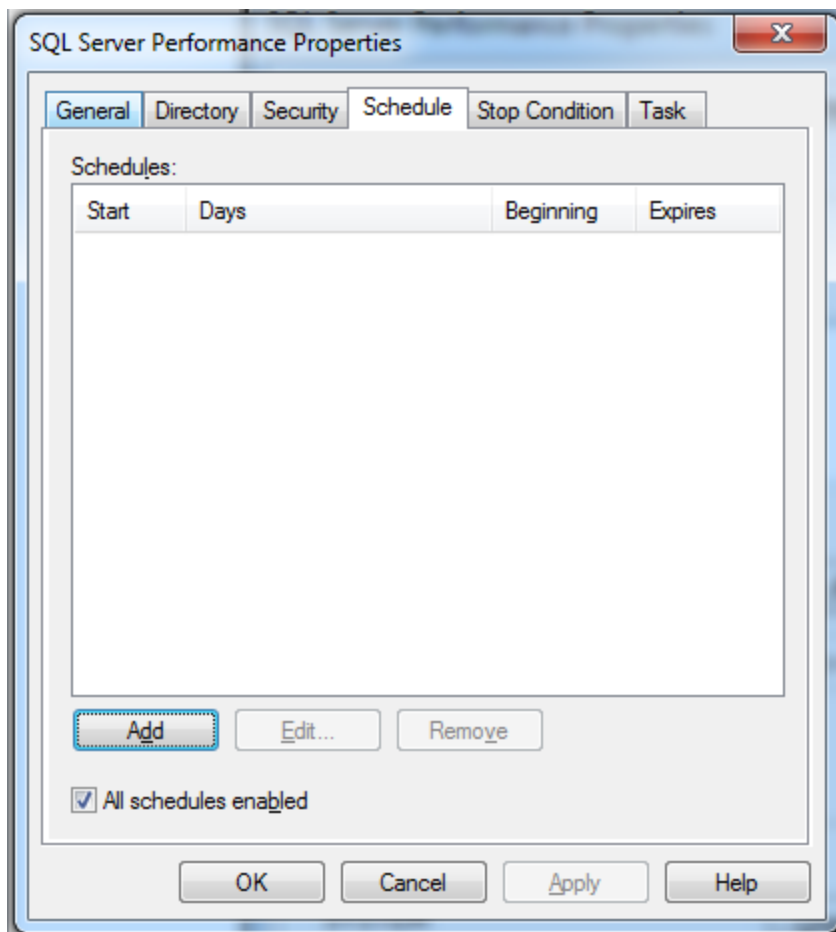 SQL Server Performance Properties
General Directory Security Schedule Stop Condition Task
Schedules:
Start Days Beginning Expires
Add Edit... Remove
All schedules enabled
OK Cancel Apply Help